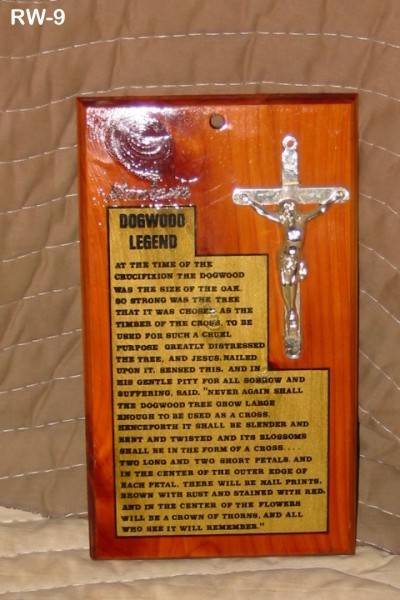 RW-9
DOGWOOD
LEGEND
AT THE TIME OF THE
CRUCIFIXION THE DOGWOOD
WAS THE SIZE OF THE OAK.
SO STRONG WAS THE TREE
THAT IT WAS CHOSEN AS THE
TIMBER OF THE CROSS. TO BE
USED FOR SUCH A CRUEL
PURPOSE GREATLY DISTRESSED
THE TREE, AND JESUS, NAILED
UPON IT, SENSED THIS, AND IN
HIS GENTLE PITY FOR ALL SORROW AND
SUFFERING, SAID, "NEVER AGAIN SHALL
THE DOGWOOD TREE GROW LARGE
ENOUGH TO BE USED AS A CROSS.
HENCEFORTH IT SHALL BE SLENDER AND
BENT AND TWISTED AND ITS BLOSSOMS
SHALL BE IN THE FORM OF A CROSS....
TWO LONG AND TWO SHORT PETALS. AND
IN THE CENTER OF THE OUTER EDGE OF
EACH PETAL, THERE WILL BE NAIL PRINTS,
BROWN WITH RUST AND STAINED WITH RED,
AND IN THE CENTER OF THE FLOWERS
WILL BE A CROWN OF THORNS, AND ALL
WHO SEE IT WILL REMEMBER."